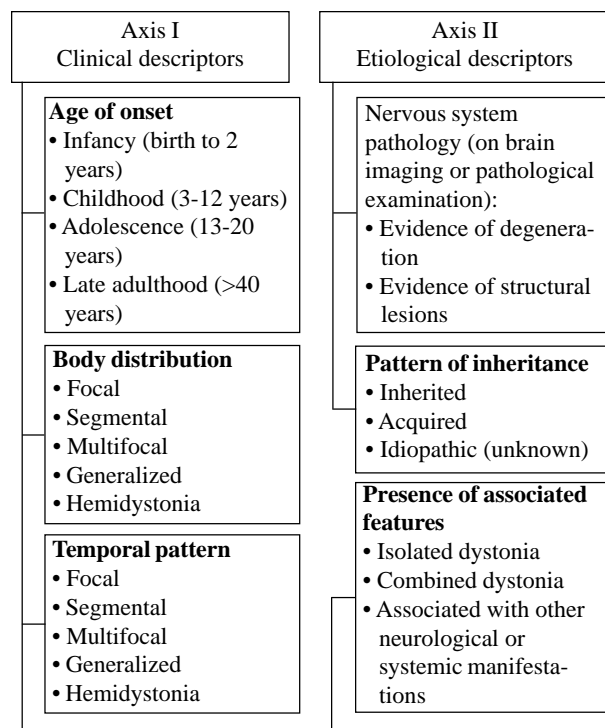 Axis I
Clinical descriptors
Age of onset
• Infancy (birth to 2
years)
• Childhood (3-12 years)
• Adolescence (13-20
years)
• Late adulthood (>40
years)
Body distribution
• Focal
• Segmental
• Multifocal
• Generalized
• Hemidystonia
Temporal pattern
• Focal
• Segmental
• Multifocal
• Generalized
• Hemidystonia
Axis II
Etiological descriptors
Nervous system
pathology (on brain
imaging or pathological
examination):
• Evidence of degenera-
tion
• Evidence of structural
lesions
Pattern of inheritance
• Inherited
• Acquired
• Idiopathic (unknown)
Presence of associated
features
• Isolated dystonia
• Combined dystonia
• Associated with other
neurological or
systemic manifesta-
tions